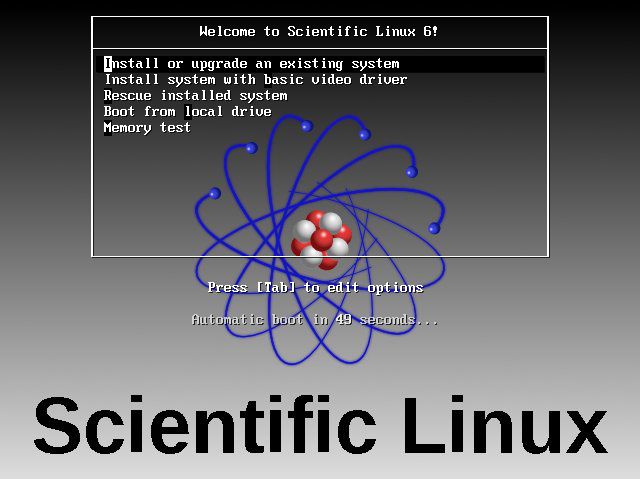 Welcome to Scientific Linux 6!
Install or upgrade an existing system
Install system with basic video driver
Rescue installed system
Boot from local drive
Memory test
Press [Tab] to edit options
Automatic boot in 49 seconds...
Scientific Linux